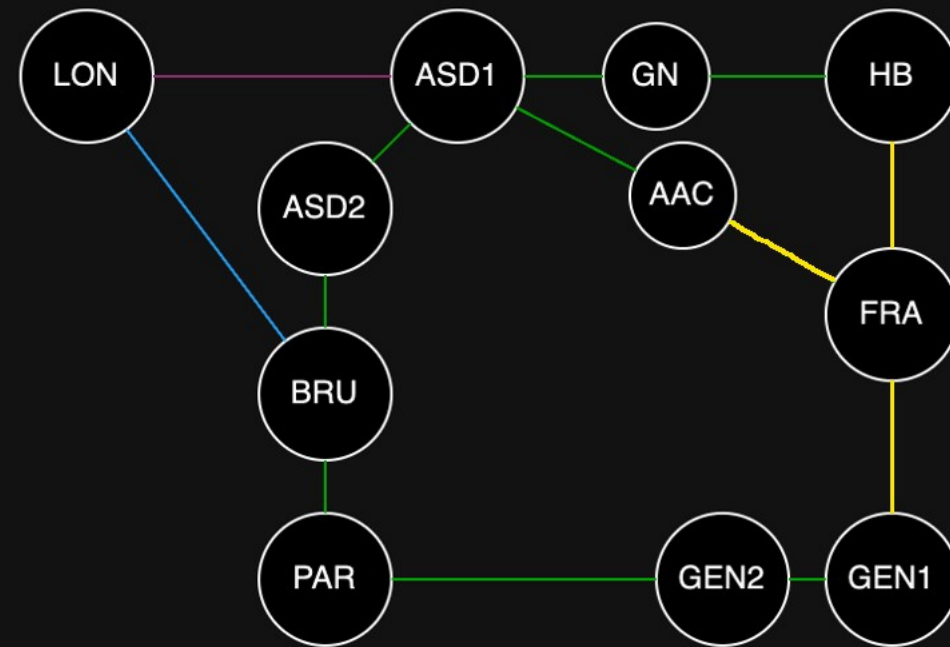 LON
ASD1
GN
HB
ASD2
AAC
FRA
BRU
PAR
GEN2
GEN1